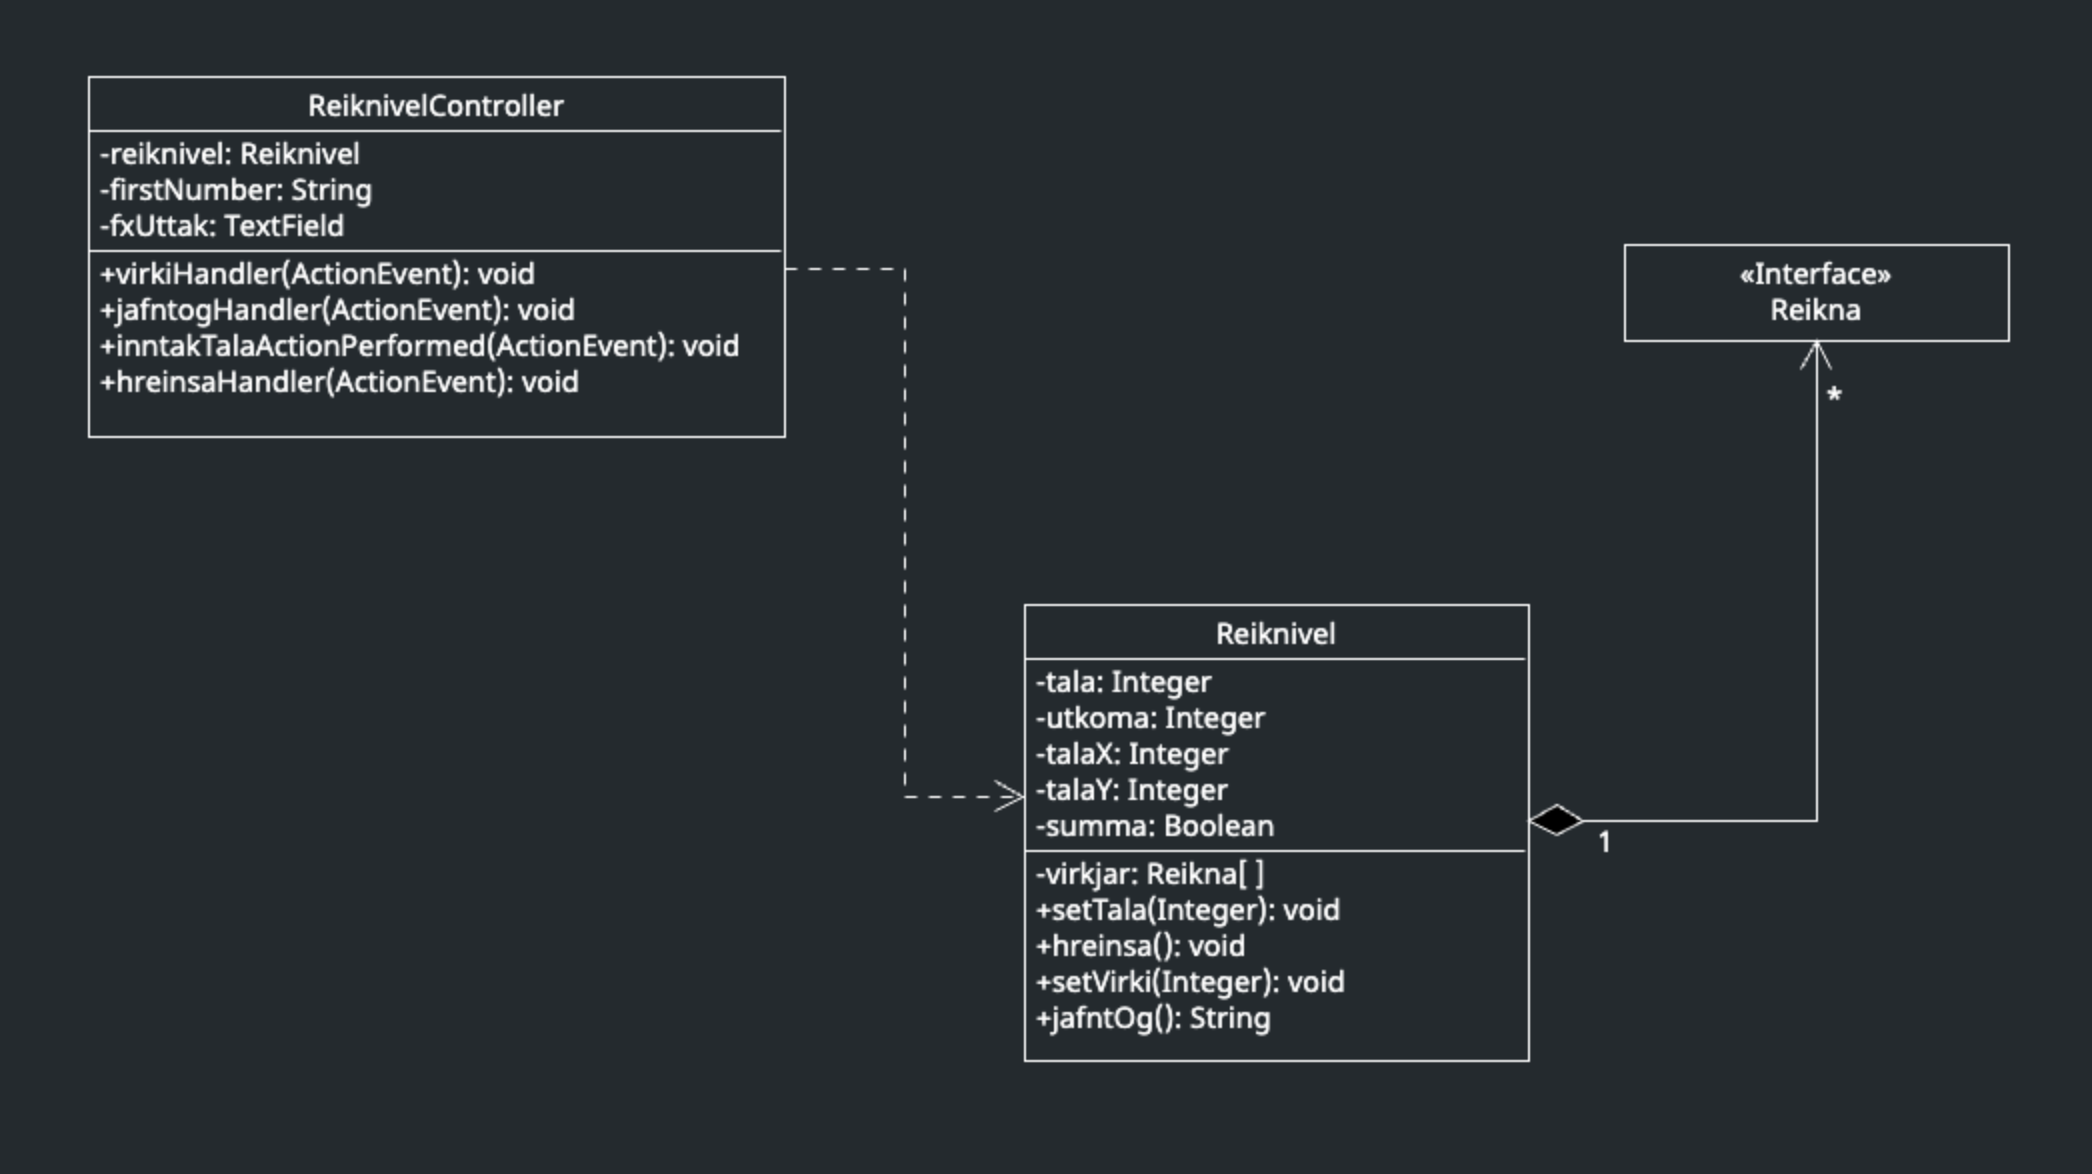 ReiknivelController
-reiknivel: Reiknivel
-firstNumber: String
-fxUttak: TextField
+virkiHandler(ActionEvent): void
+jafntogHandler(ActionEvent): void
+inntakTalaActionPerformed(ActionEvent): void
+hreinsaHandler(ActionEvent): void
«Interface»
Reikna
*
Reiknivel
-tala: Integer
-utkoma: Integer
-talaX: Integer
-talaY: Integer
-summa: Boolean
1
-virkjar: Reikna[ ]
+setTala(Integer): void
+hreinsa(): void
+setVirki(Integer): void
+jafntOg(): String